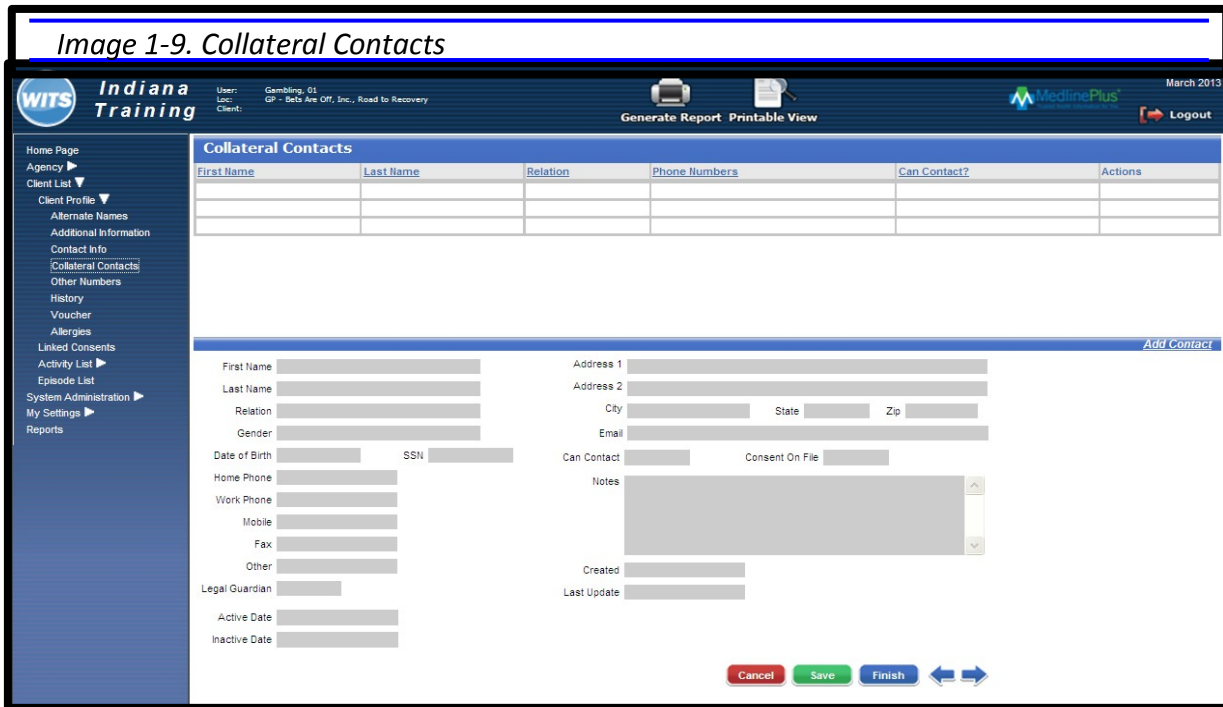 Image 1-9. Collateral Contacts
WITS
Indiana
Training
User: Gambling, 01
Loc: GP - Bets Are Off, Inc., Road to Recovery
Client:
Generate Report Printable View
MedlinePlus
March 2013
Logout
Home Page
Agency
Client List
Client Profile
Alternate Names
Additional Information
Contact Info
Collateral Contacts
Other Numbers
History
Voucher
Allergies
Linked Consents
Activity List
Episode List
System Administration
My Settings
Reports
Collateral Contacts
First Name Last Name Relation Phone Numbers Can Contact? Actions
Add Contact
First Name Address 1
Last Name Address 2
Relation City State Zip
Gender Email
Date of Birth SSN Can Contact Consent On File
Home Phone Notes
Work Phone
Mobile
Fax
Other Created
Legal Guardian Last Update
Active Date
Inactive Date
Cancel Save Finish